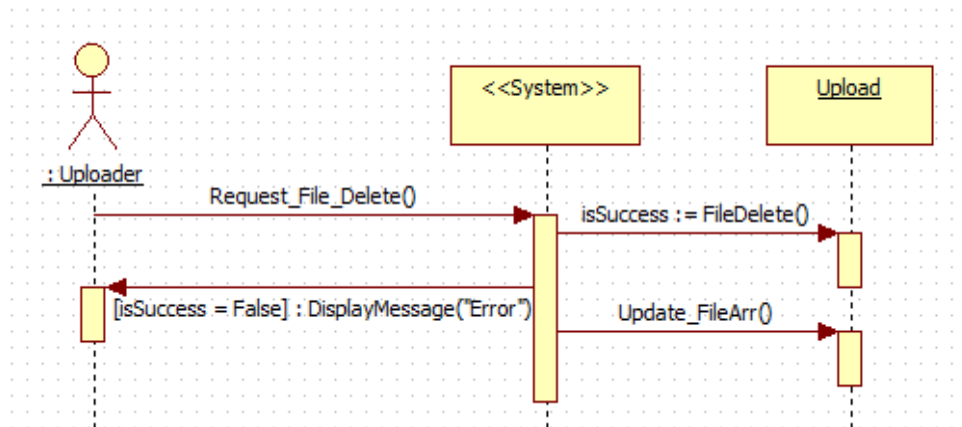 <<System>>
Upload
: Uploader
Request_File_Delete()
isSuccess := FileDelete()
[isSuccess = False] : DisplayMessage("Error")
Update_FileArr()